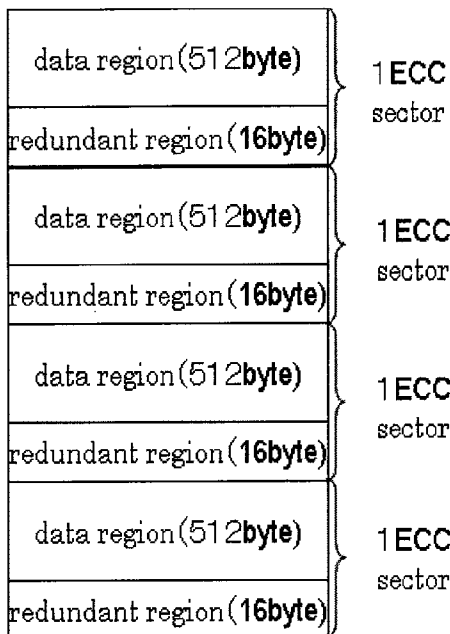 data region(512byte)
1ECC
sector
redundant region(16byte)
data region(512byte)
1ECC
sector
redundant region(16byte)
data region(512byte)
1ECC
sector
redundant region(16byte)
data region(512byte)
1ECC
sector
redundant region(16byte)